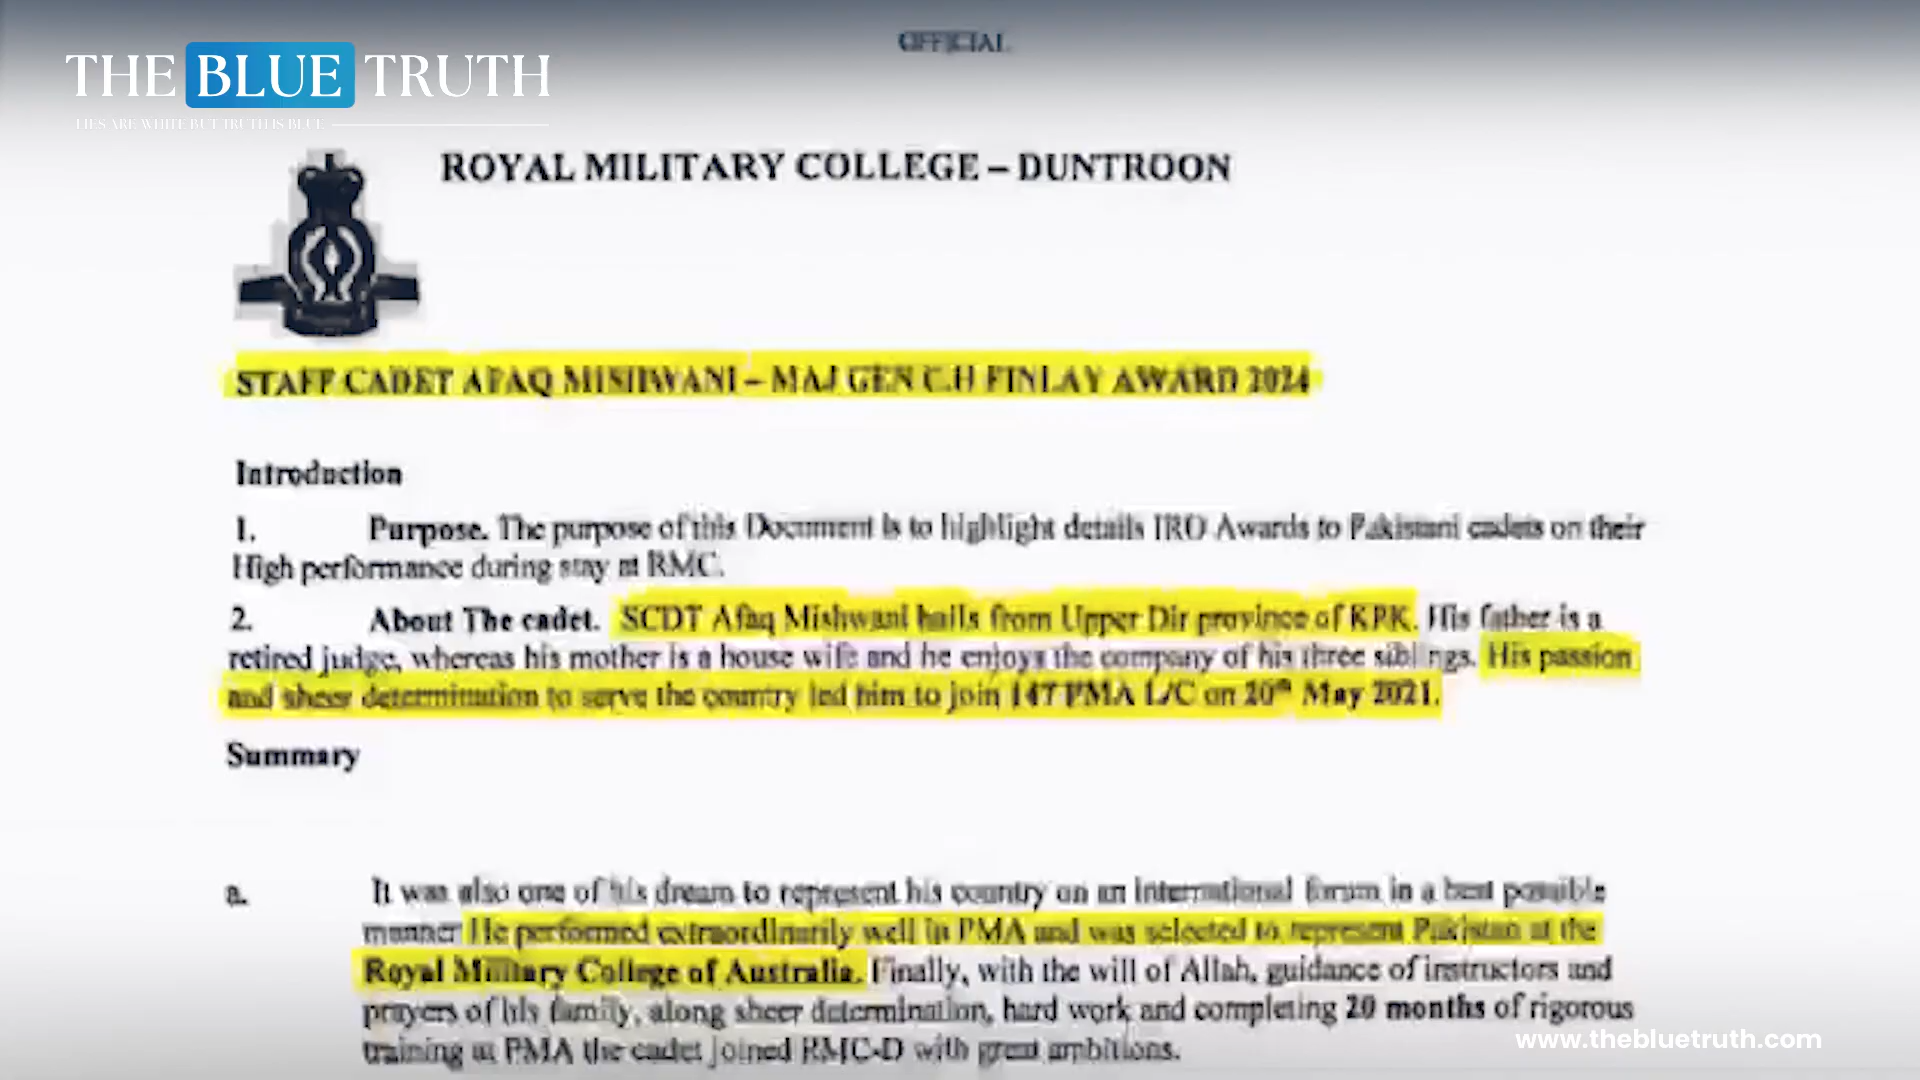 OFFICIAL
THE BLUE TRUTH
LIES ARE WHITE BUT TRUTH IS BLUE
ROYAL MILITARY COLLEGE – DUNTROON
STAFF CADET AFAQ MISHWANI – MAJ GEN C.H FINLAY AWARD 2024
Introduction
1. Purpose. The purpose of this Document is to highlight details IRO Awards to Pakistani cadets on their
High performance during stay at RMC.
2. About The cadet. SCDT Afaq Mishwani hails from Upper Dir province of KPK. His father is a
retired judge, whereas his mother is a house wife and he enjoys the company of his three siblings. His passion
and sheer determination to serve the country led him to join 147 PMA L/C on 20th May 2021.
Summary
a. It was also one of his dream to represent his country on an international forum in a best possible
manner He performed extraordinarily well in PMA and was selected to represent Pakistan at the
Royal Military College of Australia. Finally, with the will of Allah, guidance of instructors and
prayers of his family, along sheer determination, hard work and completing 20 months of rigorous
training at PMA the cadet joined RMC-D with great ambitions.
www.thebluetruth.com